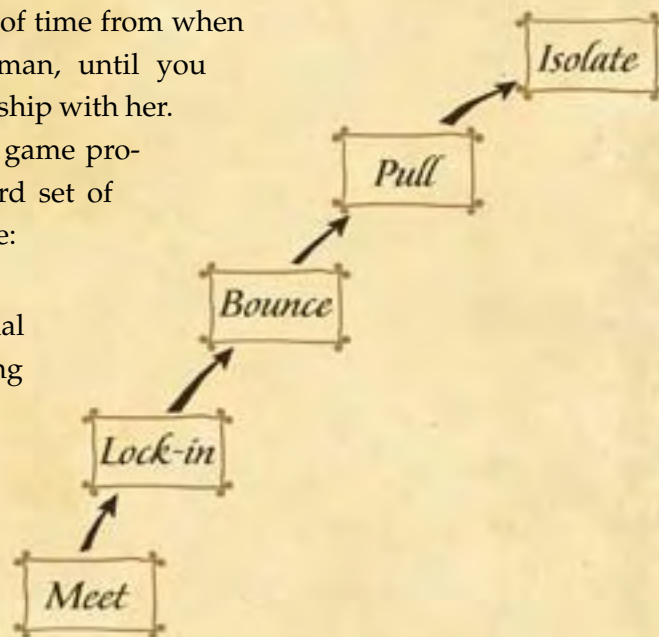 of time from when
man, until you
ship with her.
game pro-
rd set of
e:
al
ng
Isolate
Pull
Bounce
Lock-in
Meet